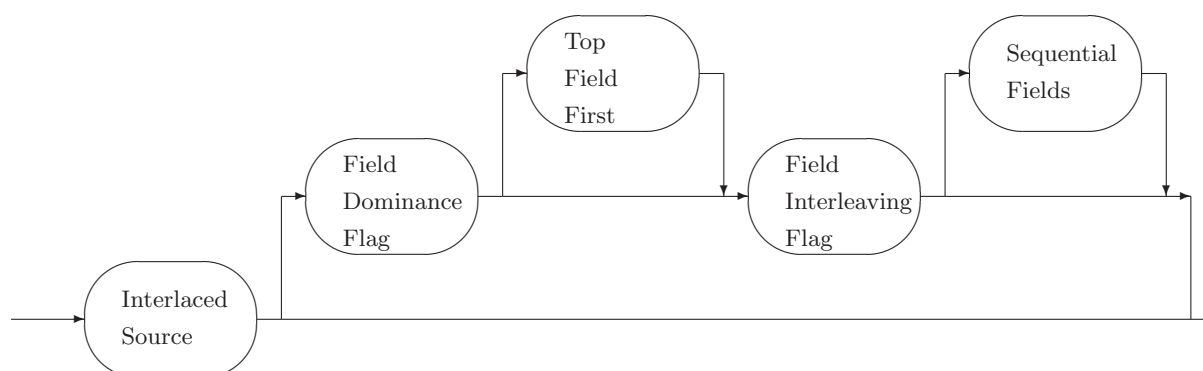 Top
Field
First
Sequential
Fields
Field
Dominance
Flag
Field
Interleaving
Flag
Interlaced
Source